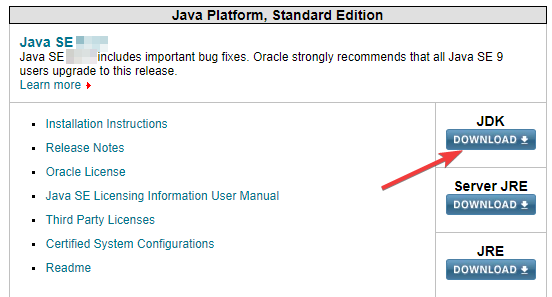 Java Platform, Standard Edition
Java SE
Java SE includes important bug fixes. Oracle strongly recommends that all Java SE 9
users upgrade to this release.
Learn more
Installation Instructions
Release Notes
Oracle License
Java SE Licensing Information User Manual
Third Party Licenses
Certified System Configurations
Readme
JDK
DOWNLOAD
Server JRE
DOWNLOAD
JRE
DOWNLOAD